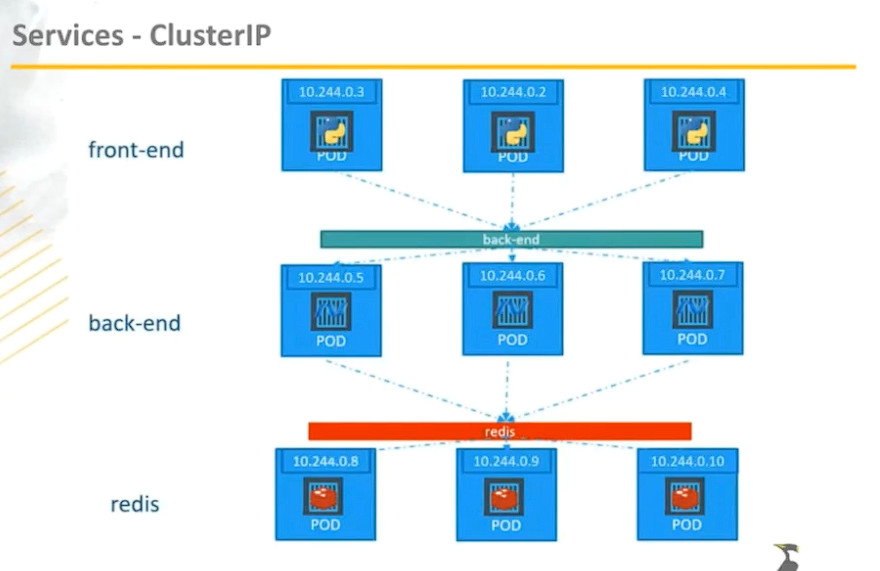 Services - ClusterIP
10.244.0.3
10.244.0.2
10.244.0.4
front-end
POD
POD
POD
back-end
10.244.0.5
10.244.0.6
10.244.0.7
back-end
POD
POD
POD
redis
10.244.0.8
10.244.0.9
10.244.0.10
redis
POD
POD
POD